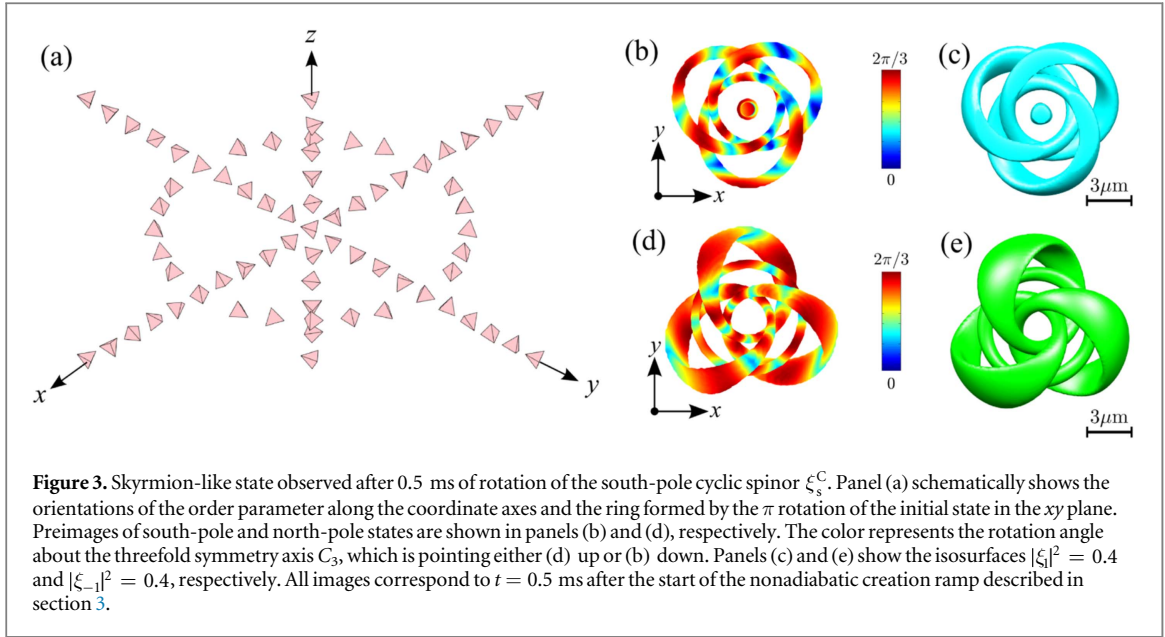 (a)
z
x
y
(b)
2π/3
0
y
x
(c)
3μm
(d)
2π/3
0
y
x
(e)
3μm
Figure 3. Skyrmion-like state observed after 0.5 ms of rotation of the south-pole cyclic spinor ξ_s^C. Panel (a) schematically shows the
orientations of the order parameter along the coordinate axes and the ring formed by the π rotation of the initial state in the xy plane.
Preimages of south-pole and north-pole states are shown in panels (b) and (d), respectively. The color represents the rotation angle
about the threefold symmetry axis C₃, which is pointing either (d) up or (b) down. Panels (c) and (e) show the isosurfaces |ξ₁|² = 0.4
and |ξ₋₁|² = 0.4, respectively. All images correspond to t = 0.5 ms after the start of the nonadiabatic creation ramp described in
section 3.